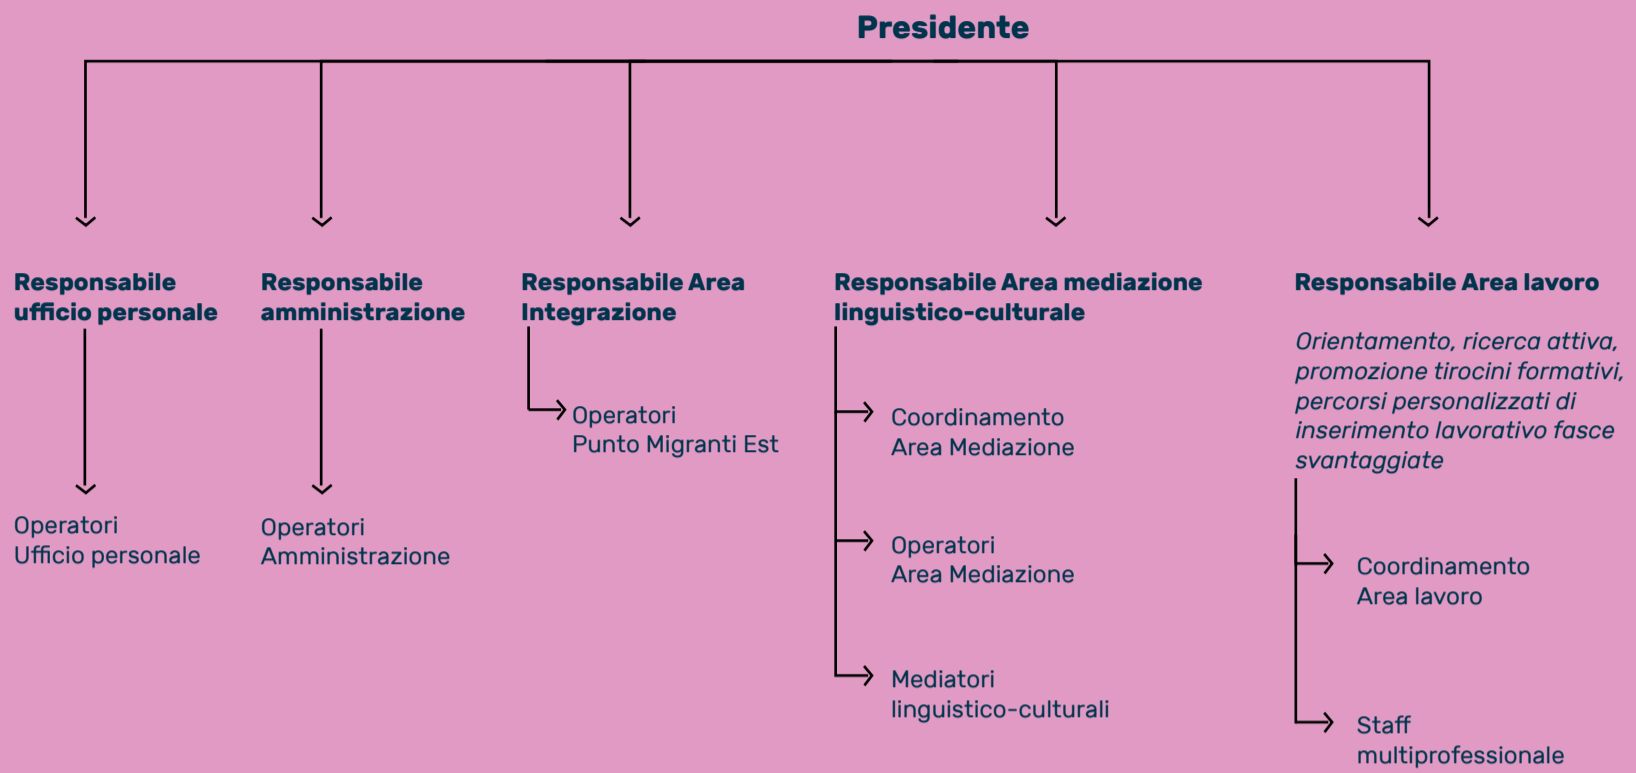 Presidente
Responsabile
ufficio personale
Operatori
Ufficio personale
Responsabile
amministrazione
Operatori
Amministrazione
Responsabile Area
Integrazione
Operatori
Punto Migranti Est
Responsabile Area mediazione
linguistico-culturale
Coordinamento
Area Mediazione
Operatori
Area Mediazione
Mediatori
linguistico-culturali
Responsabile Area lavoro
Orientamento, ricerca attiva,
promozione tirocini formativi,
percorsi personalizzati di
inserimento lavorativo fasce
svantaggiate
Coordinamento
Area lavoro
Staff
multiprofessionale